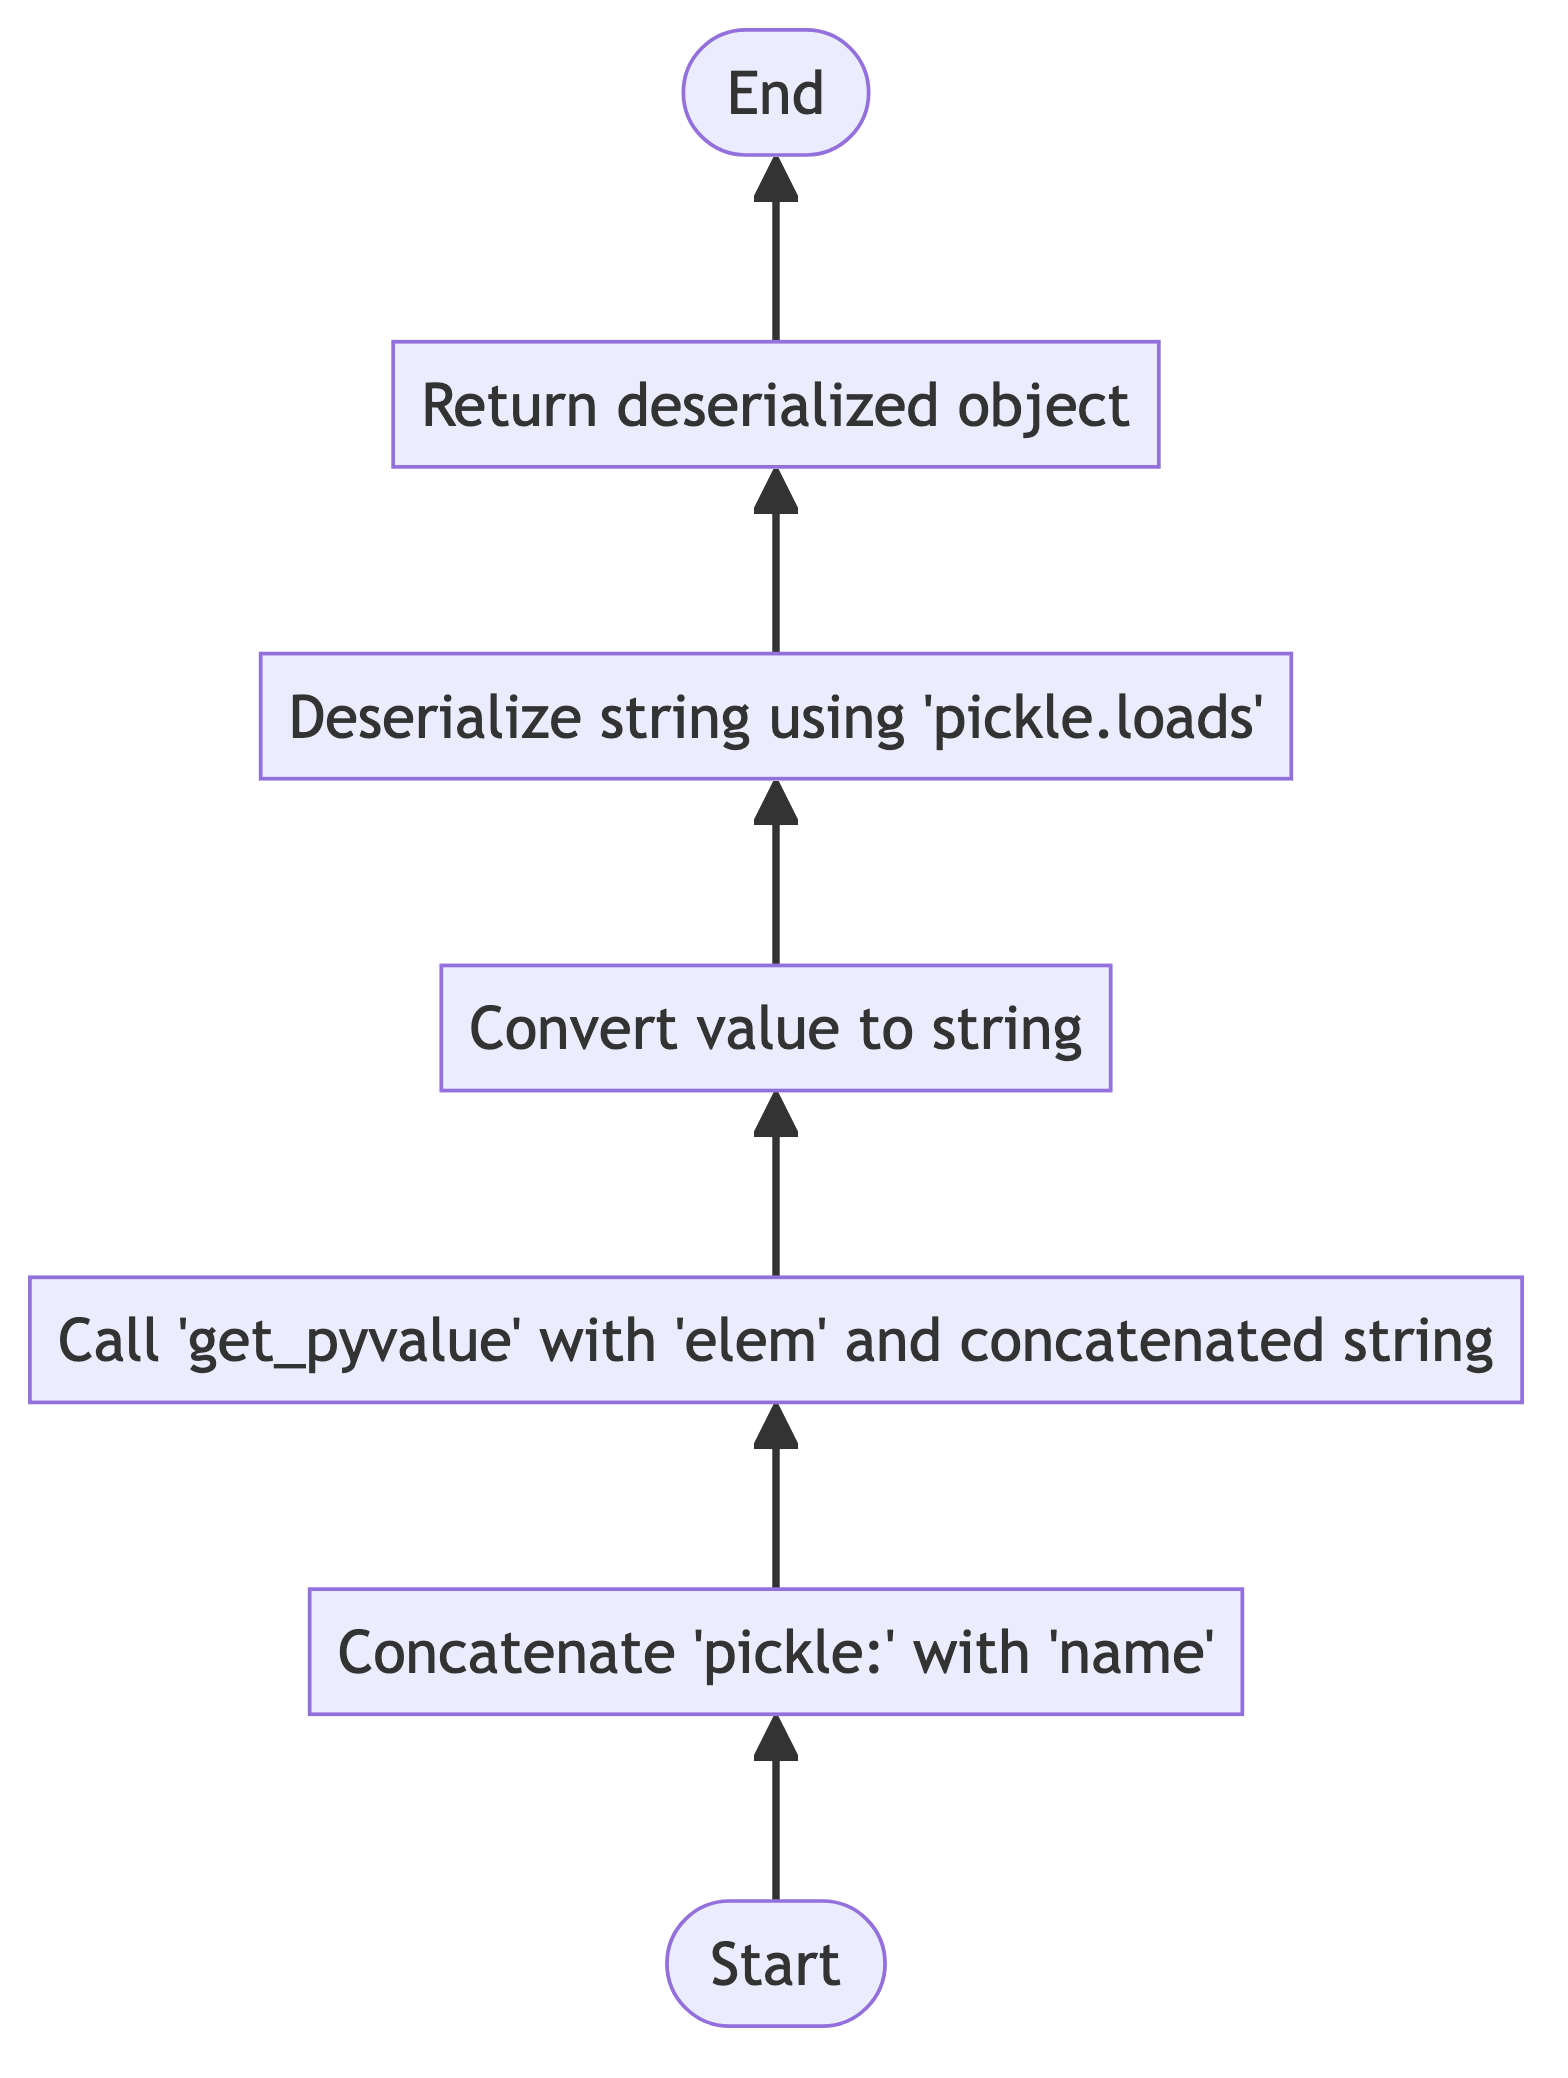 End
Return deserialized object
Deserialize string using 'pickle.loads'
Convert value to string
Call 'get_pyvalue' with 'elem' and concatenated string
Concatenate 'pickle:' with 'name'
Start